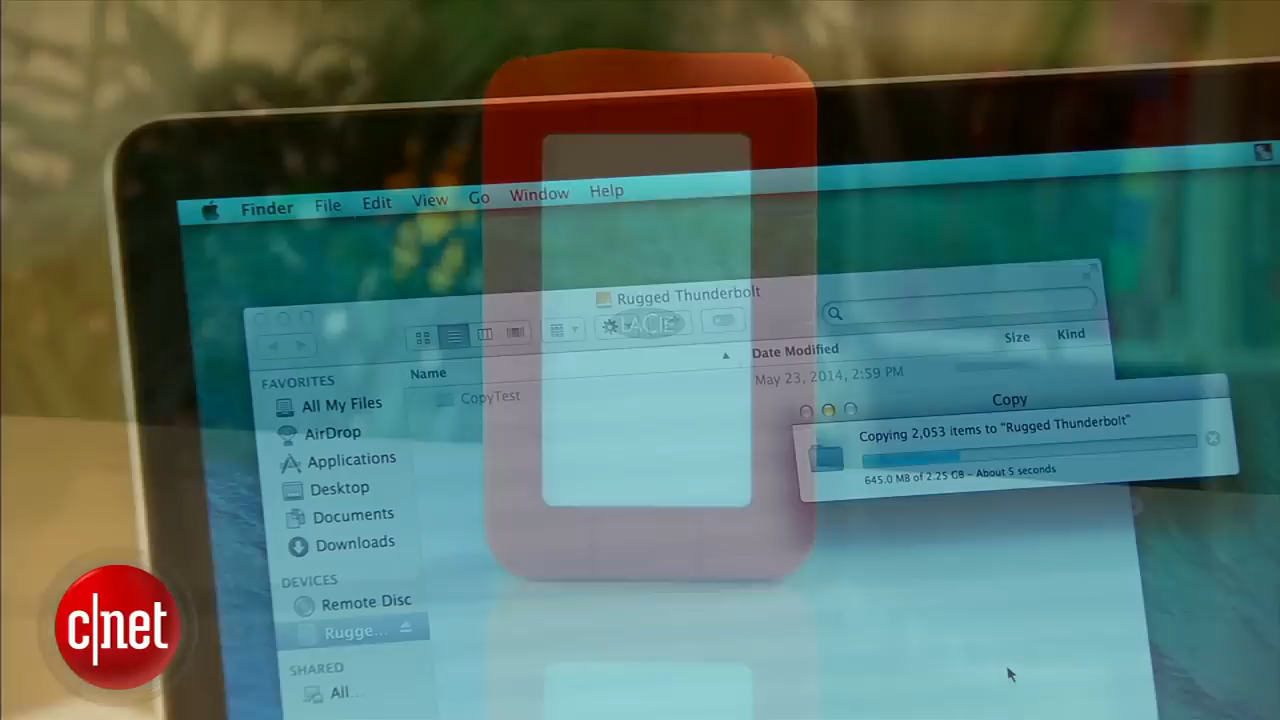 Finder File Edit View Go Window Help
Rugged Thunderbolt
LACIE
Name Date Modified Size Kind
CopyTest May 23, 2014, 2:59 PM
FAVORITES
All My Files
AirDrop
Applications
Desktop
Documents
Downloads
DEVICES
Remote Disc
Rugge...
SHARED
All...
Copy
Copying 2,053 items to "Rugged Thunderbolt"
645.0 MB of 2.25 GB – About 5 seconds
c|net